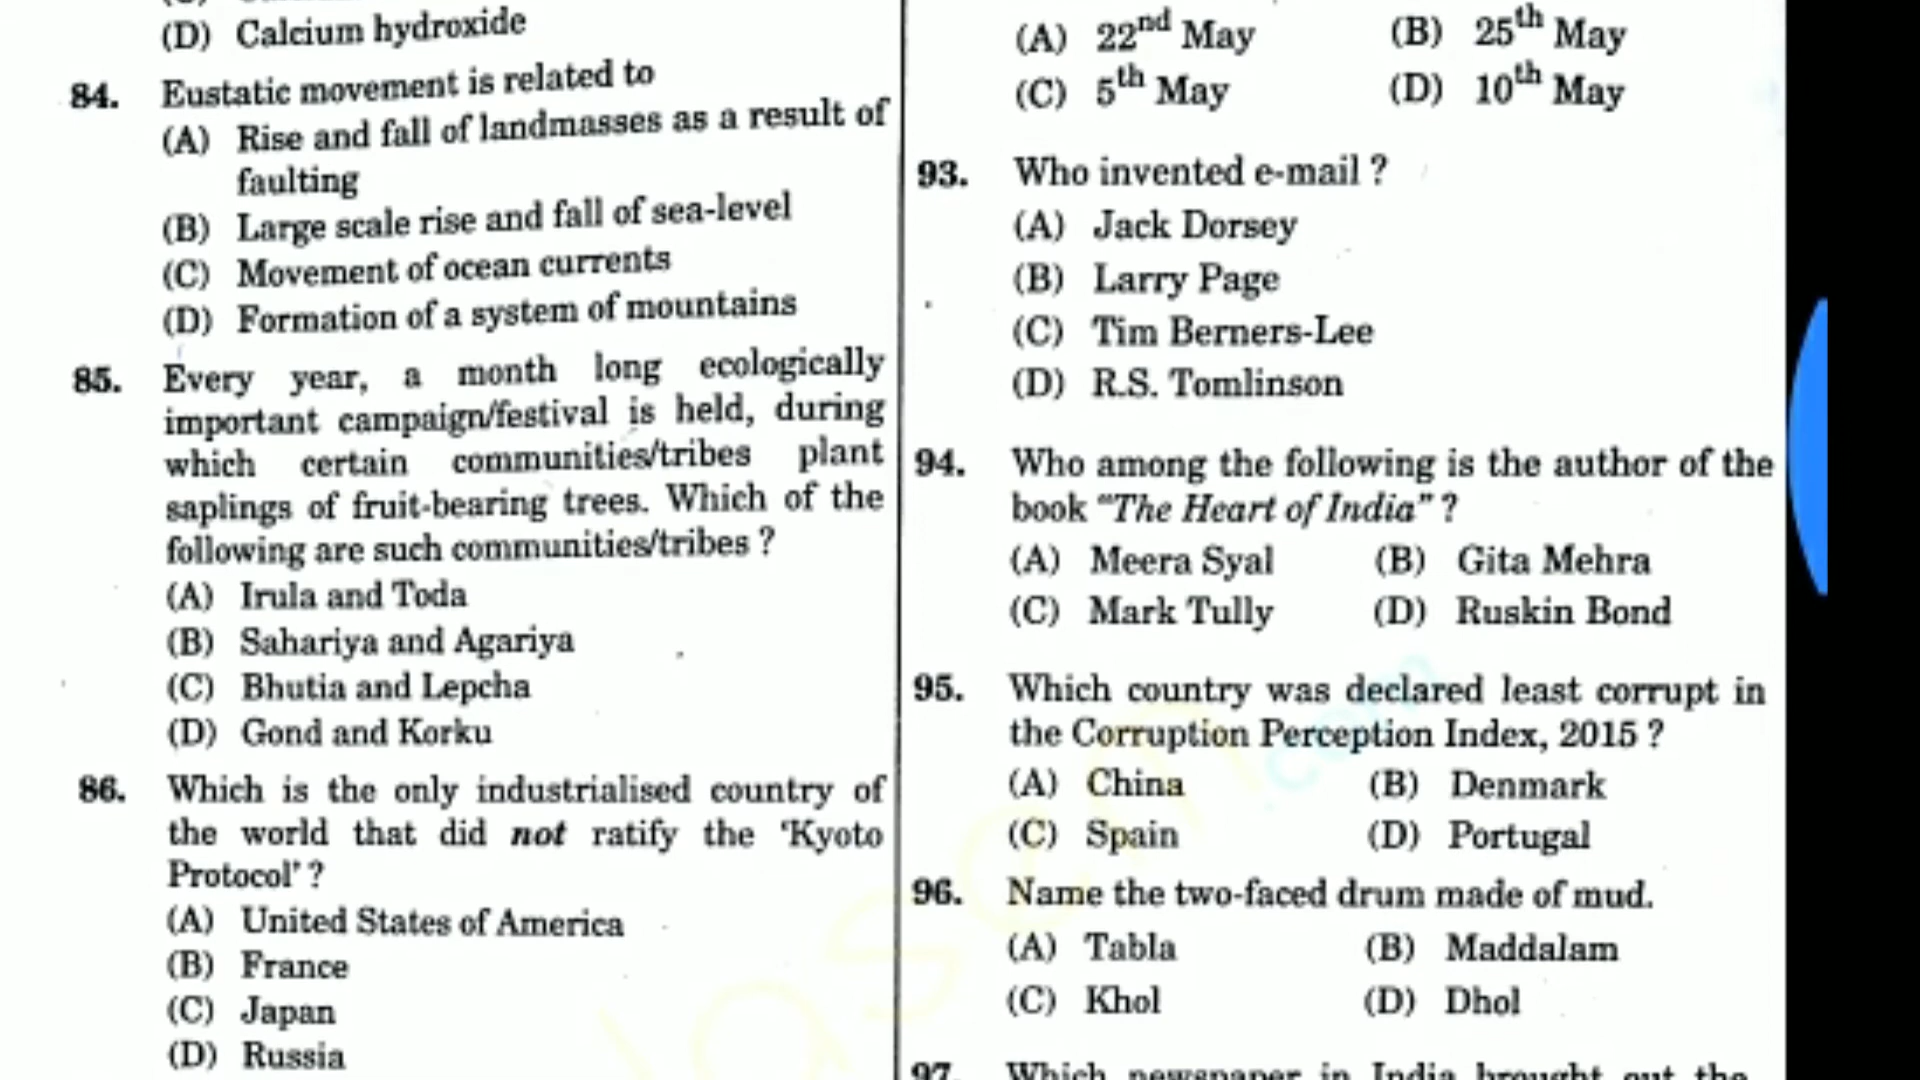 (D) Calcium hydroxide
84. Eustatic movement is related to
(A) Rise and fall of landmasses as a result of
faulting
(B) Large scale rise and fall of sea-level
(C) Movement of ocean currents
(D) Formation of a system of mountains
85. Every year, a month long ecologically
important campaign/festival is held, during
which certain communities/tribes plant
saplings of fruit-bearing trees. Which of the
following are such communities/tribes ?
(A) Irula and Toda
(B) Sahariya and Agariya
(C) Bhutia and Lepcha
(D) Gond and Korku
86. Which is the only industrialised country of
the world that did not ratify the 'Kyoto
Protocol' ?
(A) United States of America
(B) France
(C) Japan
(D) Russia
(A) 22nd May (B) 25th May
(C) 5th May (D) 10th May
93. Who invented e-mail ?
(A) Jack Dorsey
(B) Larry Page
(C) Tim Berners-Lee
(D) R.S. Tomlinson
94. Who among the following is the author of the
book "The Heart of India" ?
(A) Meera Syal (B) Gita Mehra
(C) Mark Tully (D) Ruskin Bond
95. Which country was declared least corrupt in
the Corruption Perception Index, 2015 ?
(A) China (B) Denmark
(C) Spain (D) Portugal
96. Name the two-faced drum made of mud.
(A) Tabla (B) Maddalam
(C) Khol (D) Dhol
97. Which newspaper in India brought out the
.com